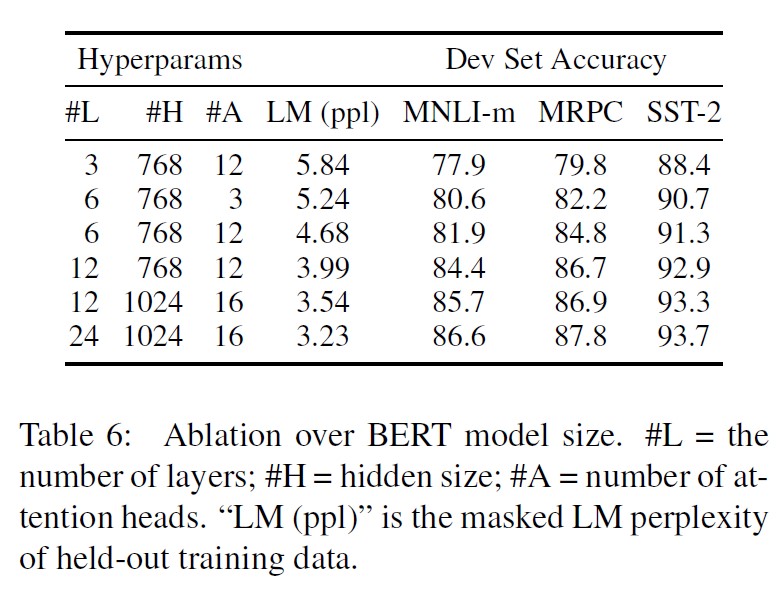 Hyperparams Dev Set Accuracy
#L #H #A LM (ppl) MNLI-m MRPC SST-2
3 768 12 5.84 77.9 79.8 88.4
6 768 3 5.24 80.6 82.2 90.7
6 768 12 4.68 81.9 84.8 91.3
12 768 12 3.99 84.4 86.7 92.9
12 1024 16 3.54 85.7 86.9 93.3
24 1024 16 3.23 86.6 87.8 93.7
Table 6: Ablation over BERT model size. #L = the
number of layers; #H = hidden size; #A = number of at-
tention heads. “LM (ppl)” is the masked LM perplexity
of held-out training data.